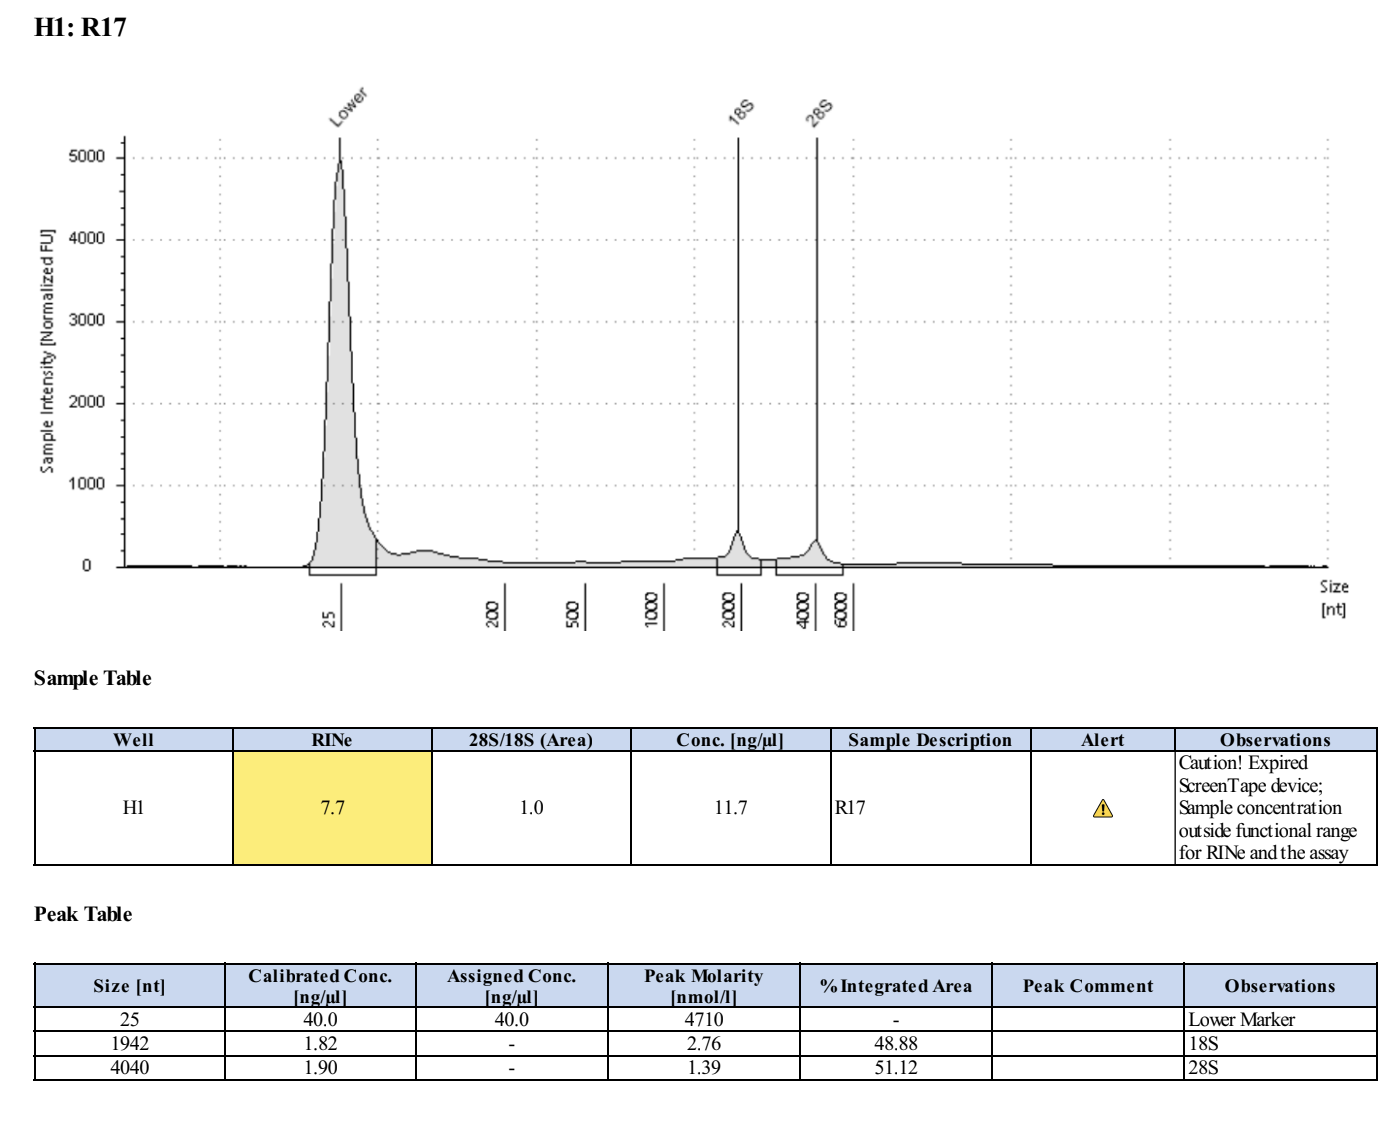 H1: R17
Lower
18S
28S
5000
4000
3000
2000
1000
0
Sample Intensity [Normalized FU]
25
200
500
1000
2000
4000
6000
Size
[nt]
Sample Table
Well RINe 28S/18S (Area) Conc. [ng/µl] Sample Description Alert Observations
H1 7.7 1.0 11.7 R17
Caution! Expired
ScreenTape device;
Sample concentration
outside functional range
for RINe and the assay
Peak Table
Size [nt] Calibrated Conc. [ng/µl] Assigned Conc. [ng/µl] Peak Molarity [nmol/l] % Integrated Area Peak Comment Observations
25 40.0 40.0 4710 - Lower Marker
1942 1.82 - 2.76 48.88 18S
4040 1.90 - 1.39 51.12 28S